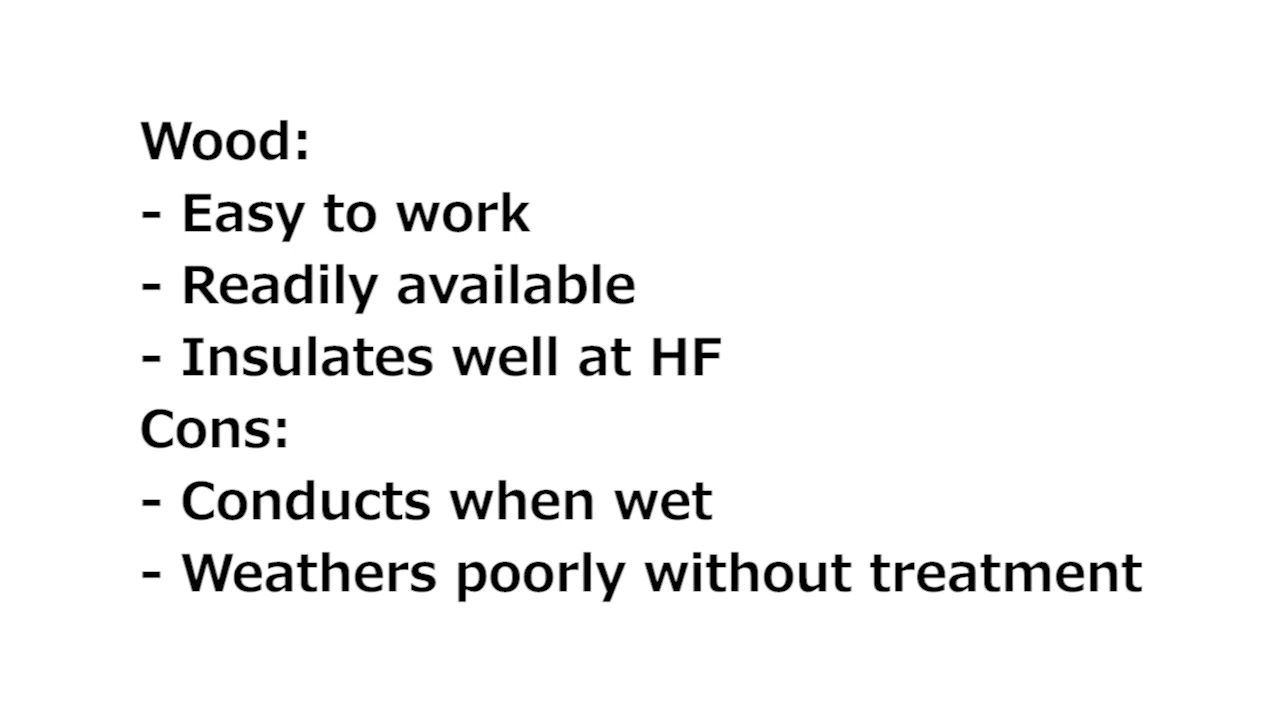 Wood:
- Easy to work
- Readily available
- Insulates well at HF
Cons:
- Conducts when wet
- Weathers poorly without treatment